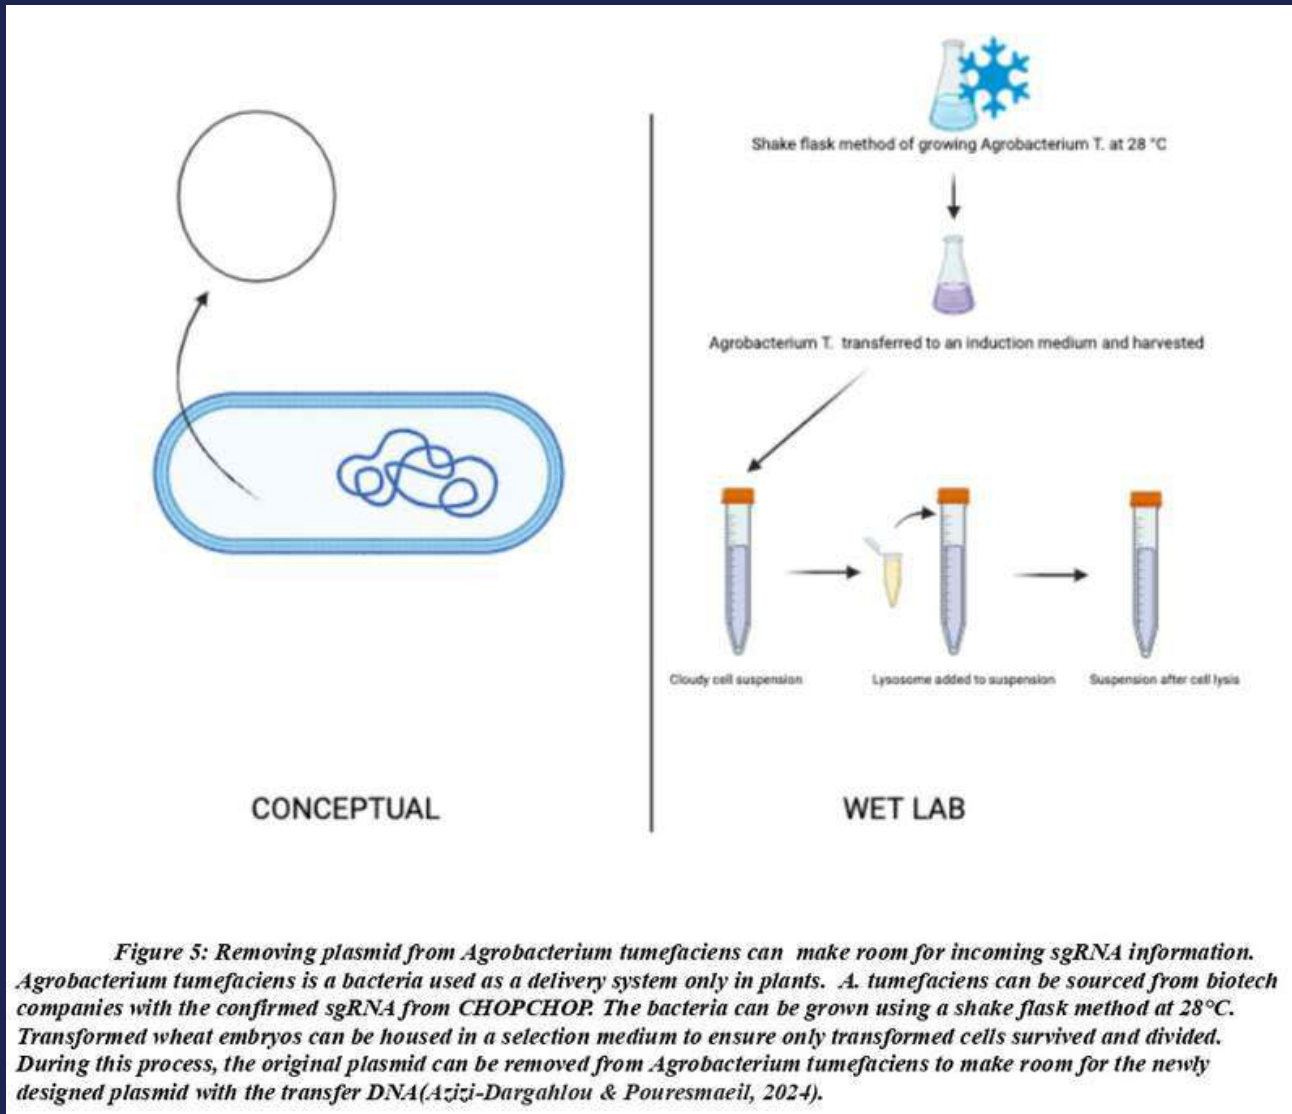 Shake flask method of growing Agrobacterium T. at 28 °C
Agrobacterium T. transferred to an induction medium and harvested
Cloudy cell suspension
Lysosome added to suspension
Suspension after cell lysis
CONCEPTUAL
WET LAB
Figure 5: Removing plasmid from Agrobacterium tumefaciens can make room for incoming sgRNA information.
Agrobacterium tumefaciens is a bacteria used as a delivery system only in plants. A. tumefaciens can be sourced from biotech
companies with the confirmed sgRNA from CHOPCHOP. The bacteria can be grown using a shake flask method at 28°C.
Transformed wheat embryos can be housed in a selection medium to ensure only transformed cells survived and divided.
During this process, the original plasmid can be removed from Agrobacterium tumefaciens to make room for the newly
designed plasmid with the transfer DNA(Azizi-Dargahlou & Pouresmaeil, 2024).